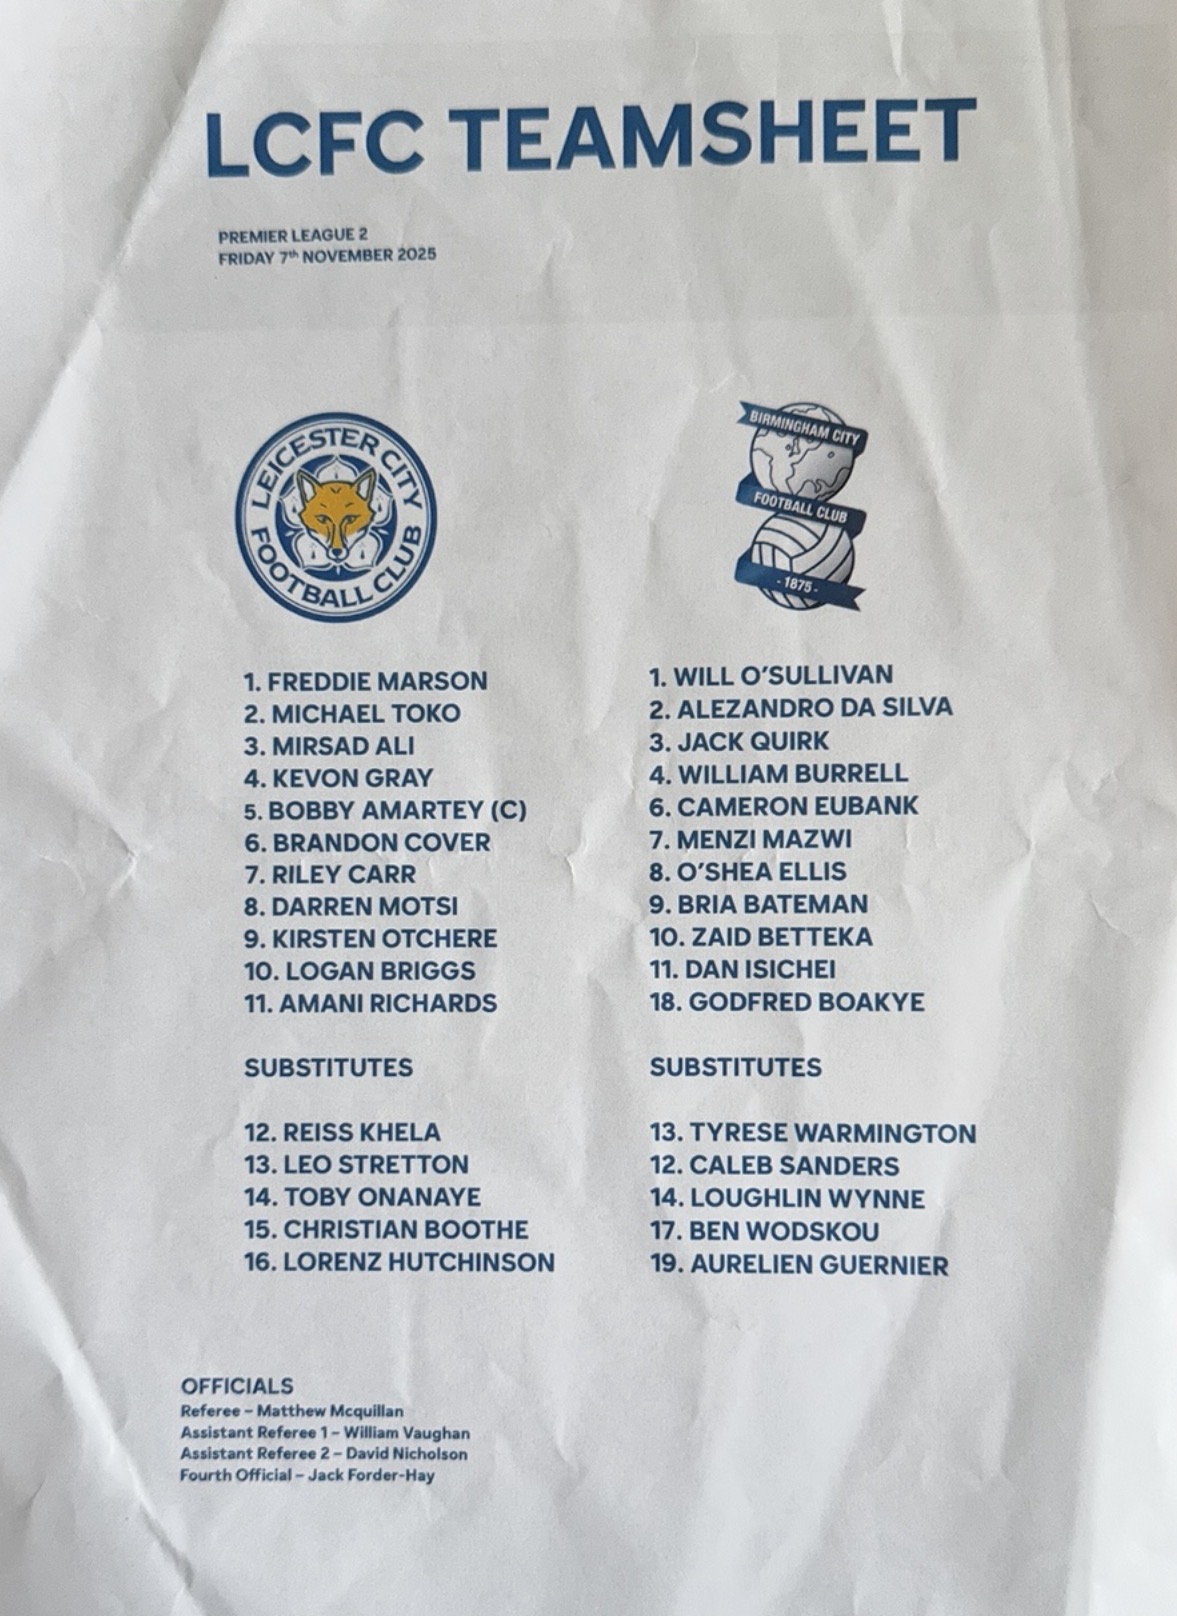 LCFC TEAMSHEET
PREMIER LEAGUE 2
FRIDAY 7th NOVEMBER 2025
LEICESTER CITY
FOOTBALL CLUB
1. FREDDIE MARSON
2. MICHAEL TOKO
3. MIRSAD ALI
4. KEVON GRAY
5. BOBBY AMARTEY (C)
6. BRANDON COVER
7. RILEY CARR
8. DARREN MOTSI
9. KIRSTEN OTCHERE
10. LOGAN BRIGGS
11. AMANI RICHARDS
SUBSTITUTES
12. REISS KHELA
13. LEO STRETTON
14. TOBY ONANAYE
15. CHRISTIAN BOOTHE
16. LORENZ HUTCHINSON
BIRMINGHAM CITY
FOOTBALL CLUB
- 1875 -
1. WILL O’SULLIVAN
2. ALEZANDRO DA SILVA
3. JACK QUIRK
4. WILLIAM BURRELL
6. CAMERON EUBANK
7. MENZI MAZWI
8. O’SHEA ELLIS
9. BRIA BATEMAN
10. ZAID BETTEKA
11. DAN ISICHEI
18. GODFRED BOAKYE
SUBSTITUTES
13. TYRESE WARMINGTON
12. CALEB SANDERS
14. LOUGHLIN WYNNE
17. BEN WODSKOU
19. AURELIEN GUERNIER
OFFICIALS
Referee – Matthew Mcquillan
Assistant Referee 1 – William Vaughan
Assistant Referee 2 – David Nicholson
Fourth Official – Jack Forder-Hay